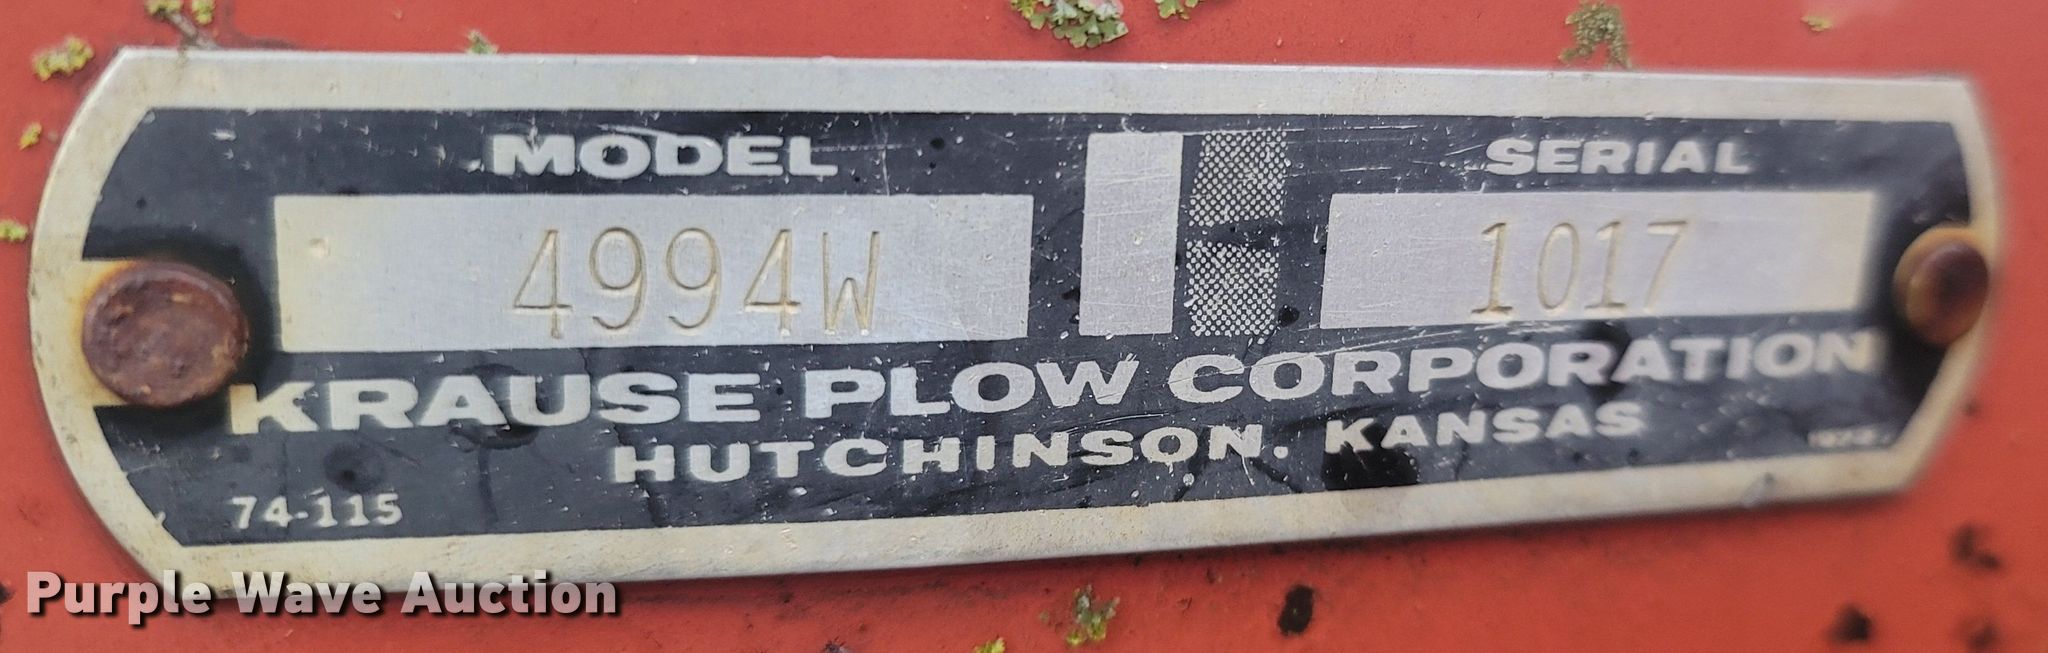 MODEL SERIAL
4994W 1017
KRAUSE PLOW CORPORATION
HUTCHINSON. KANSAS
74-115
Purple Wave Auction